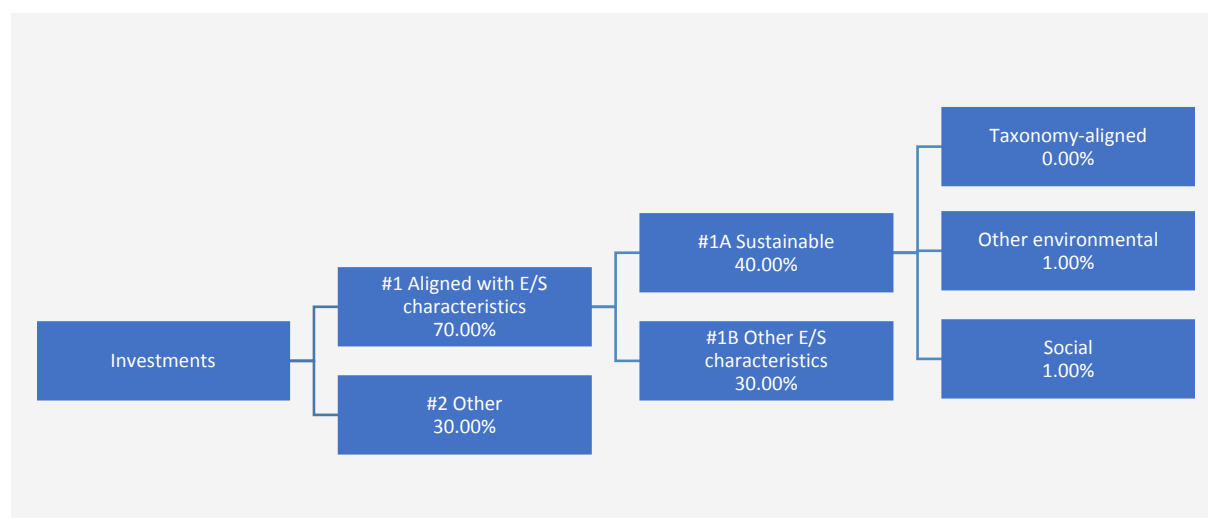 Investments
#1 Aligned with E/S
characteristics
70.00%
#2 Other
30.00%
#1A Sustainable
40.00%
#1B Other E/S
characteristics
30.00%
Taxonomy-aligned
0.00%
Other environmental
1.00%
Social
1.00%